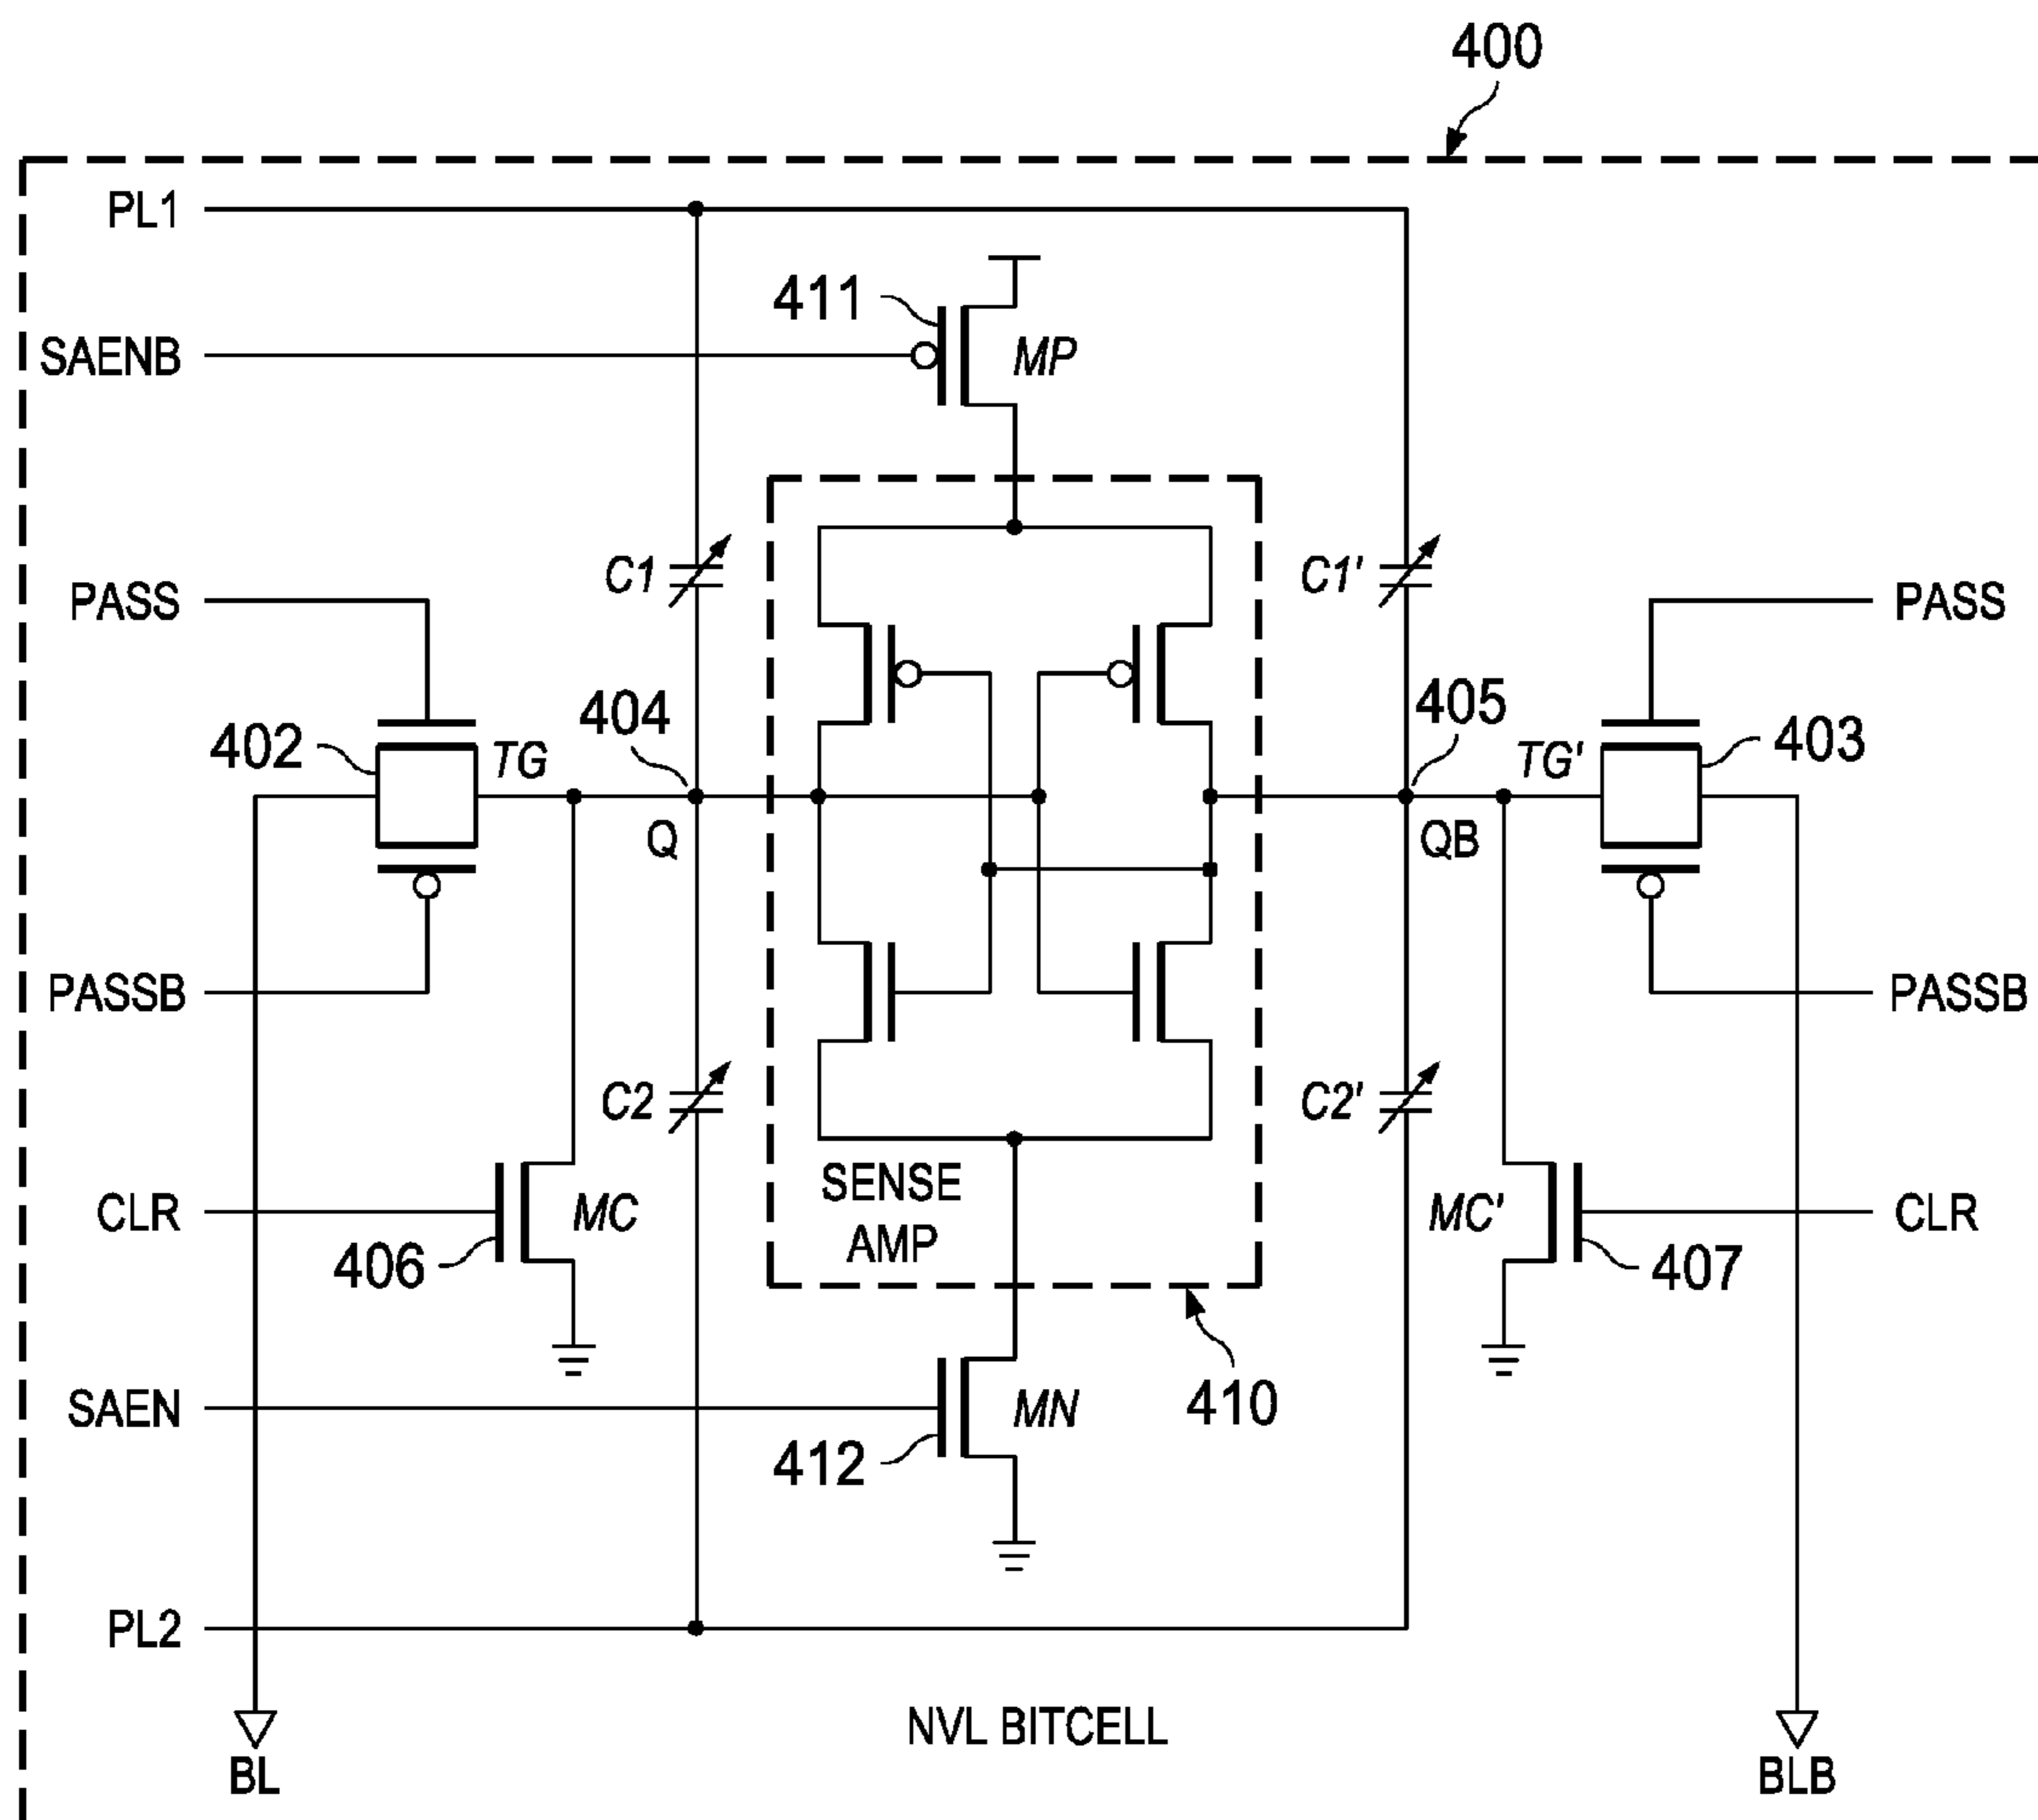 400
PL1
411
SAENB
MP
C1
C1'
PASS
PASS
404
405
402
TG
TG'
403
Q
QB
PASSB
PASSB
C2
C2'
SENSE
AMP
CLR
MC
MC'
CLR
406
407
SAEN
MN
410
412
PL2
NVL BITCELL
BL
BLB